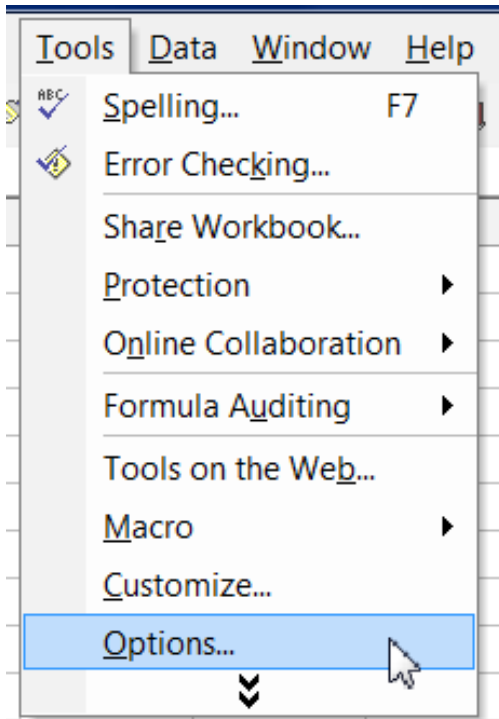 Tools Data Window Help
ABC Spelling... F7
Error Checking...
Share Workbook...
Protection
Online Collaboration
Formula Auditing
Tools on the Web...
Macro
Customize...
Options...